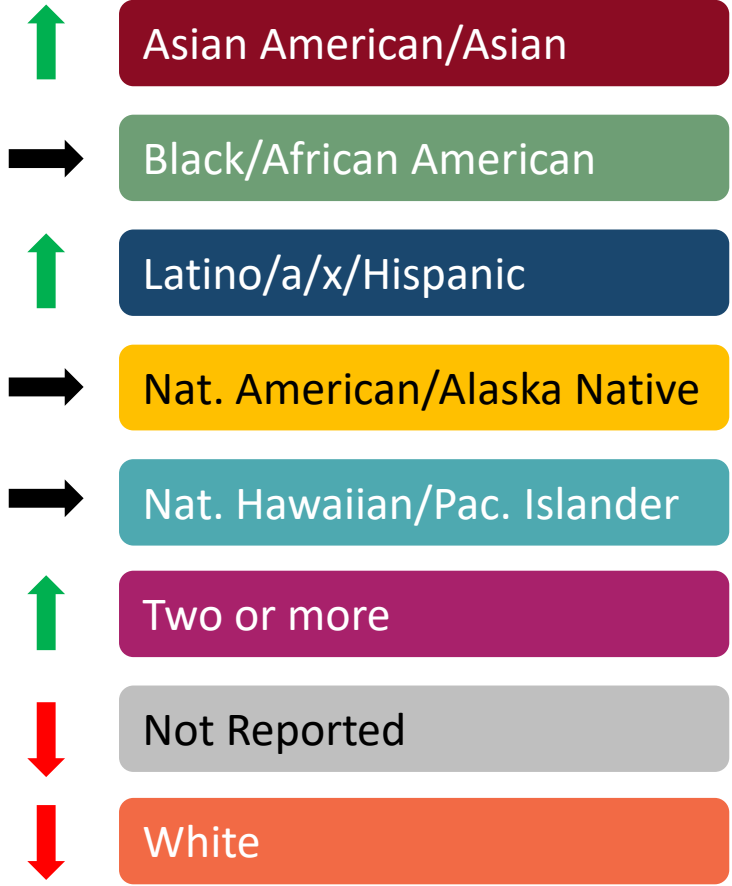 Asian American/Asian
Black/African American
Latino/a/x/Hispanic
Nat. American/Alaska Native
Nat. Hawaiian/Pac. Islander
Two or more
Not Reported
White